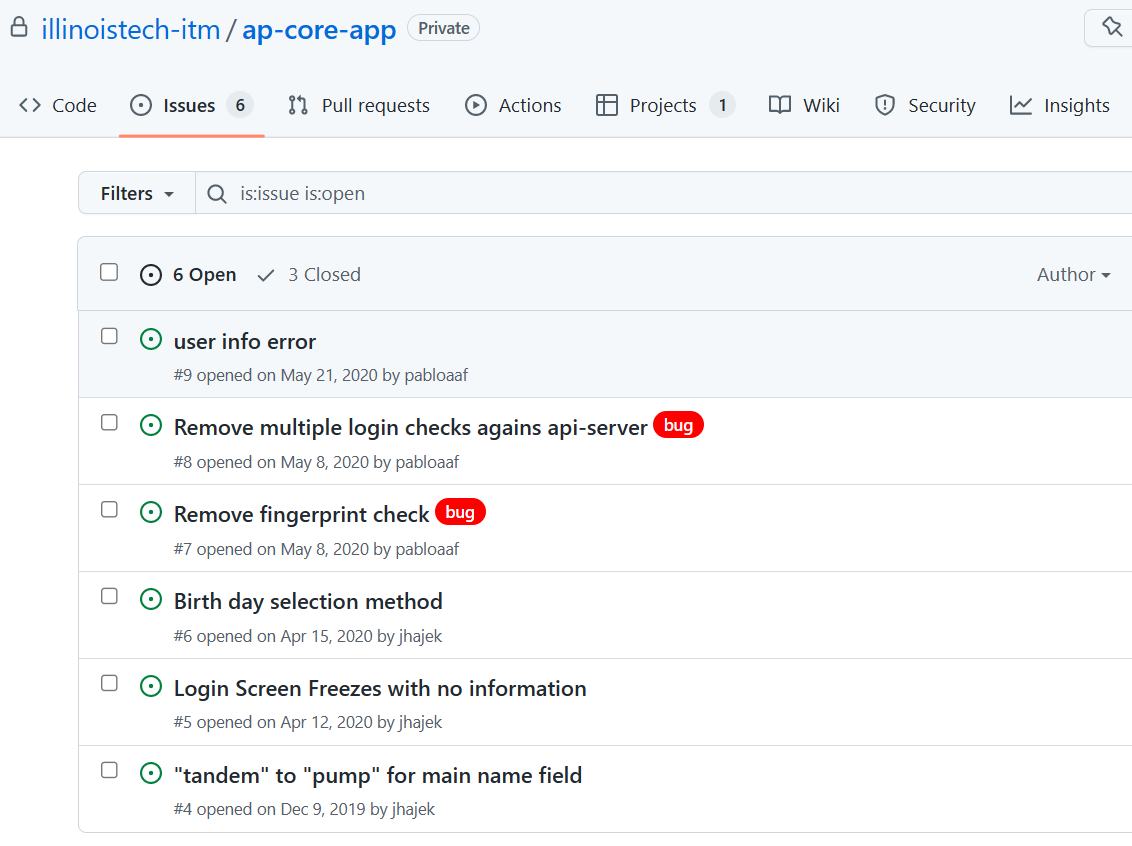 illinoistech-itm / ap-core-app Private
Code Issues 6 Pull requests Actions Projects 1 Wiki Security Insights
Filters is:issue is:open
6 Open 3 Closed Author
user info error
#9 opened on May 21, 2020 by pabloaaf
Remove multiple login checks agains api-server bug
#8 opened on May 8, 2020 by pabloaaf
Remove fingerprint check bug
#7 opened on May 8, 2020 by pabloaaf
Birth day selection method
#6 opened on Apr 15, 2020 by jhajek
Login Screen Freezes with no information
#5 opened on Apr 12, 2020 by jhajek
"tandem" to "pump" for main name field
#4 opened on Dec 9, 2019 by jhajek